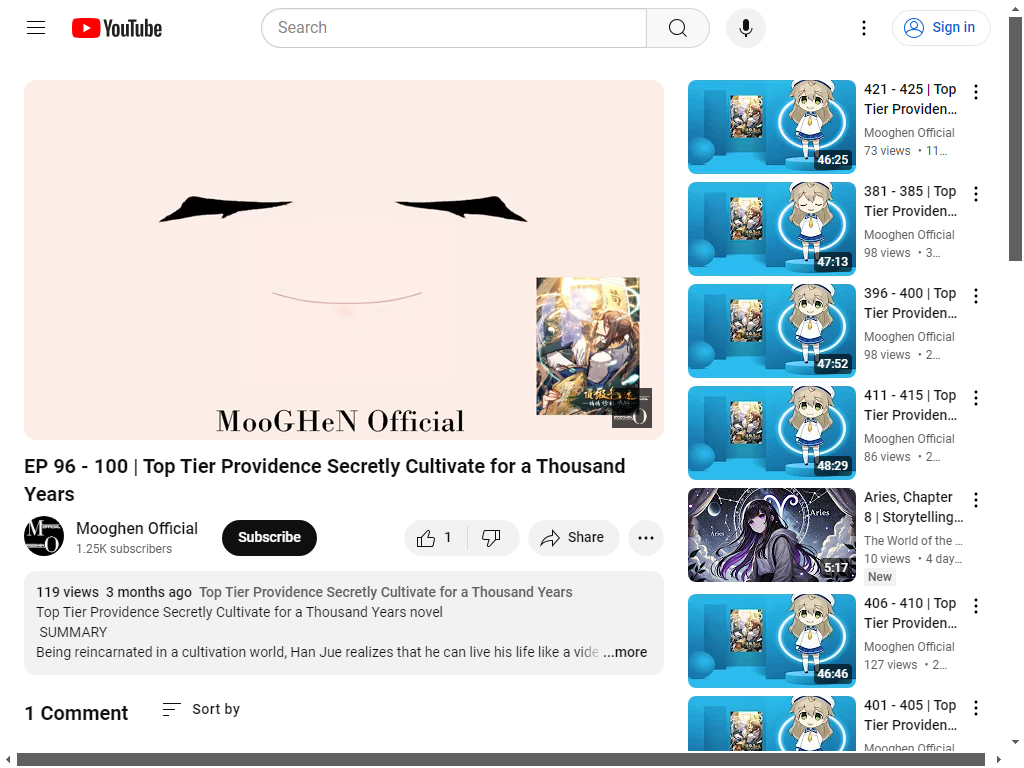 YouTube
Search
Sign in
MooGHeN Official
EP 96 - 100 | Top Tier Providence Secretly Cultivate for a Thousand
Years
Mooghen Official
1.25K subscribers
Subscribe
1
Share
119 views 3 months ago Top Tier Providence Secretly Cultivate for a Thousand Years
Top Tier Providence Secretly Cultivate for a Thousand Years novel
SUMMARY
Being reincarnated in a cultivation world, Han Jue realizes that he can live his life like a vide ...more
1 Comment
Sort by
46:25
421 - 425 | Top
Tier Providen...
Mooghen Official
73 views • 11...
47:13
381 - 385 | Top
Tier Providen...
Mooghen Official
98 views • 3...
47:52
396 - 400 | Top
Tier Providen...
Mooghen Official
98 views • 2...
48:29
411 - 415 | Top
Tier Providen...
Mooghen Official
86 views • 2...
Aries
Aries
5:17
Aries, Chapter
8 | Storytelling...
The World of the ...
10 views • 4 day...
New
46:46
406 - 410 | Top
Tier Providen...
Mooghen Official
127 views • 2...
401 - 405 | Top
Tier Providen...
Mooghen Official